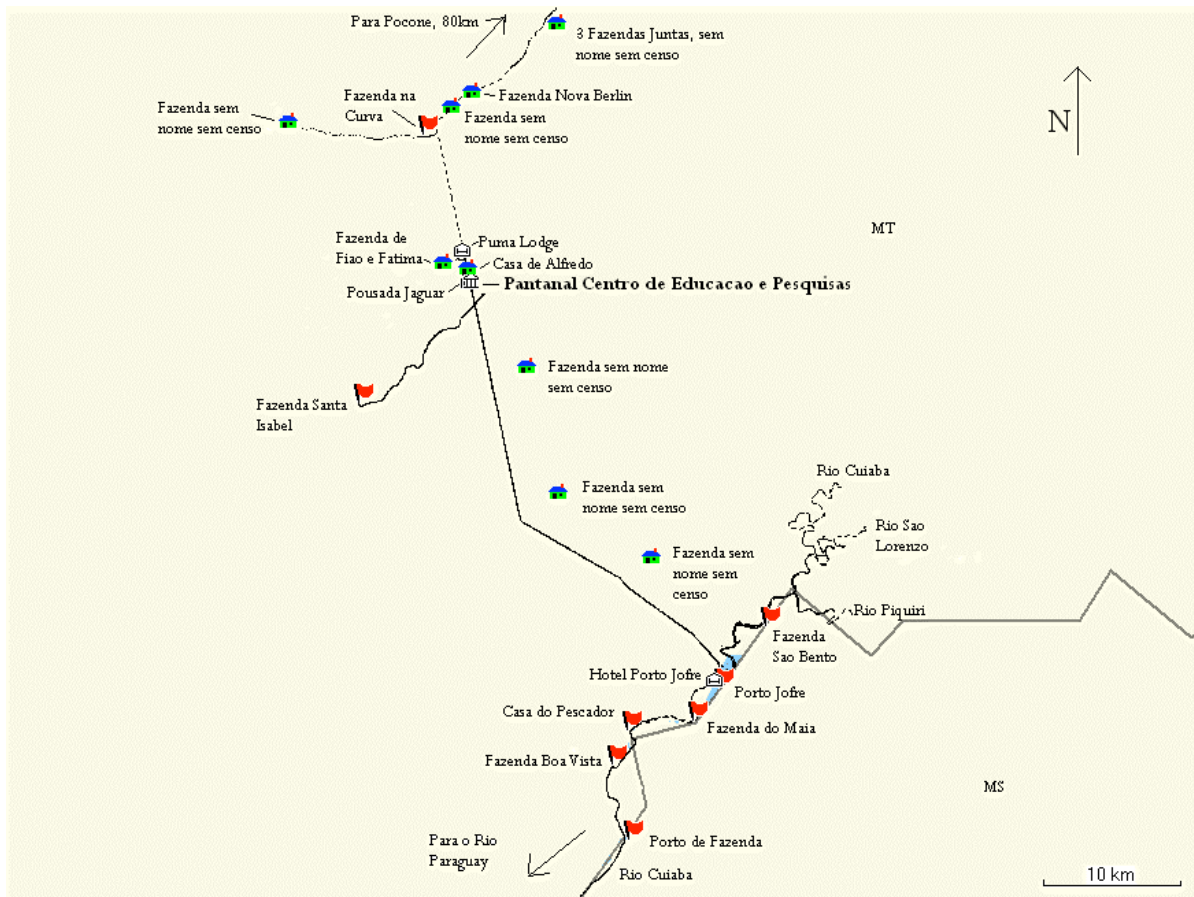 Para Pocone, 80km
3 Fazendas Juntas, sem
nome sem censo
Fazenda na
Curva
Fazenda Nova Berlin
Fazenda sem
nome sem censo
Fazenda sem
nome sem censo
N
MT
Fazenda de
Fiao e Fatima
Puma Lodge
Casa de Alfredo
Pousada Jaguar
Pantanal Centro de Educacao e Pesquisas
Fazenda sem nome
sem censo
Fazenda Santa
Isabel
Rio Cuiaba
Fazenda sem
nome sem censo
Rio Sao
Lorenzo
Fazenda sem
nome sem
censo
Rio Piquiri
Fazenda
Sao Bento
Hotel Porto Jofre
Porto Jofre
Casa do Pescador
Fazenda do Maia
Fazenda Boa Vista
MS
Para o Rio
Paraguay
Porto de Fazenda
Rio Cuiaba
10 km